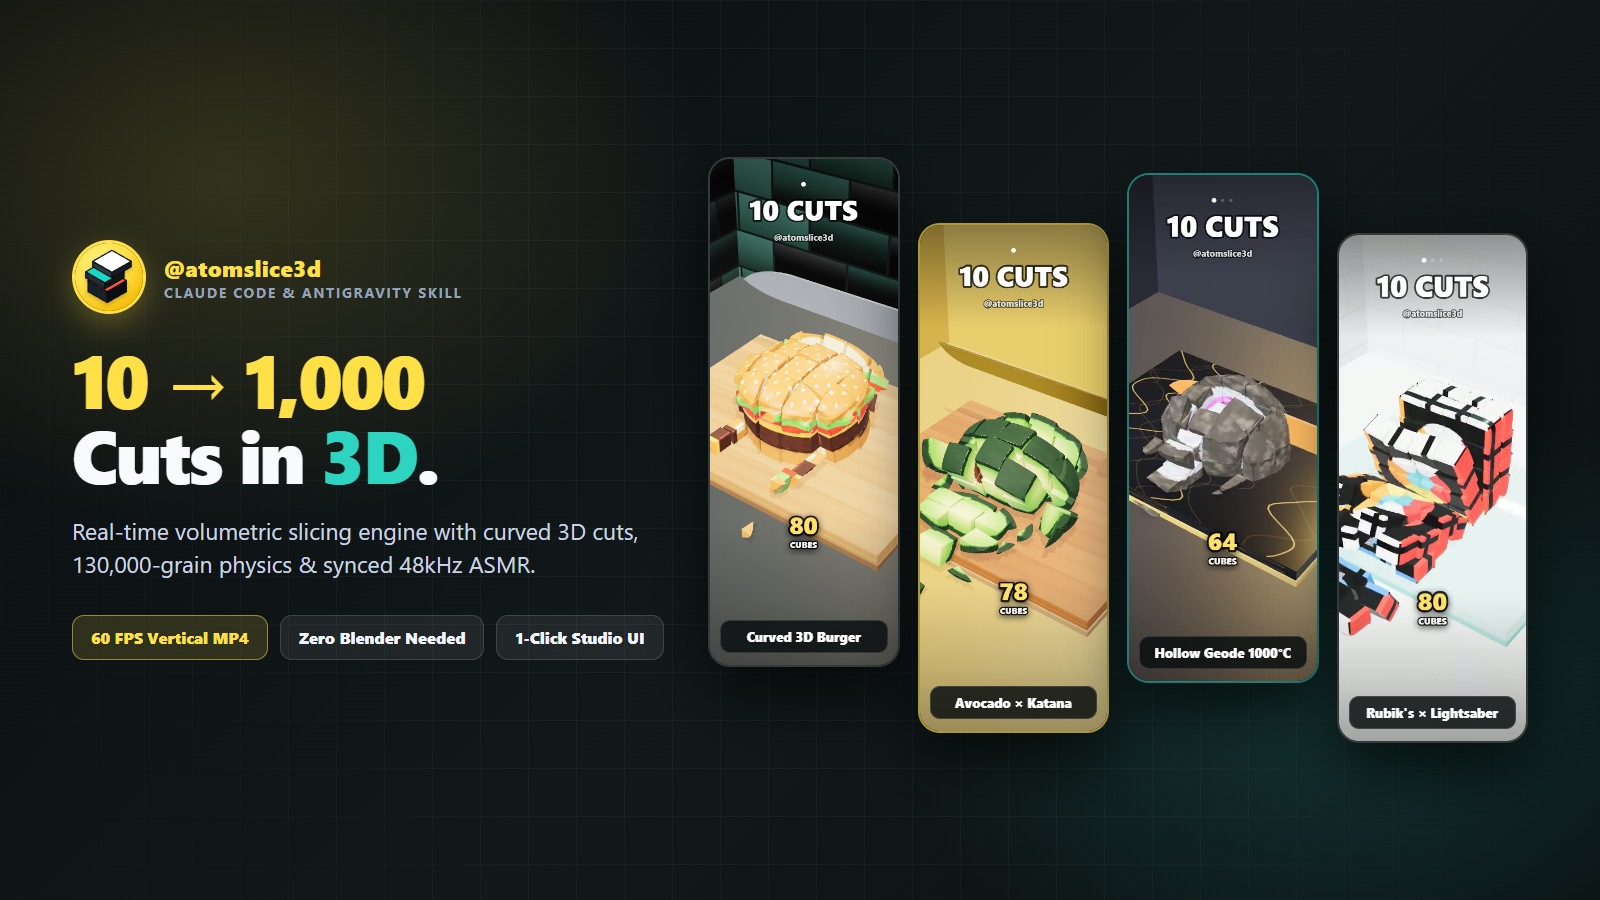 @atomslice3d
CLAUDE CODE & ANTIGRAVITY SKILL
10 → 1,000
Cuts in 3D.
Real-time volumetric slicing engine with curved 3D cuts,
130,000-grain physics & synced 48kHz ASMR.
60 FPS Vertical MP4
Zero Blender Needed
1-Click Studio UI
10 CUTS
@atomslice3d
80
CUBES
Curved 3D Burger
10 CUTS
@atomslice3d
78
CUBES
Avocado × Katana
10 CUTS
@atomslice3d
64
CUBES
Hollow Geode 1000°C
10 CUTS
@atomslice3d
80
CUBES
Rubik's × Lightsaber